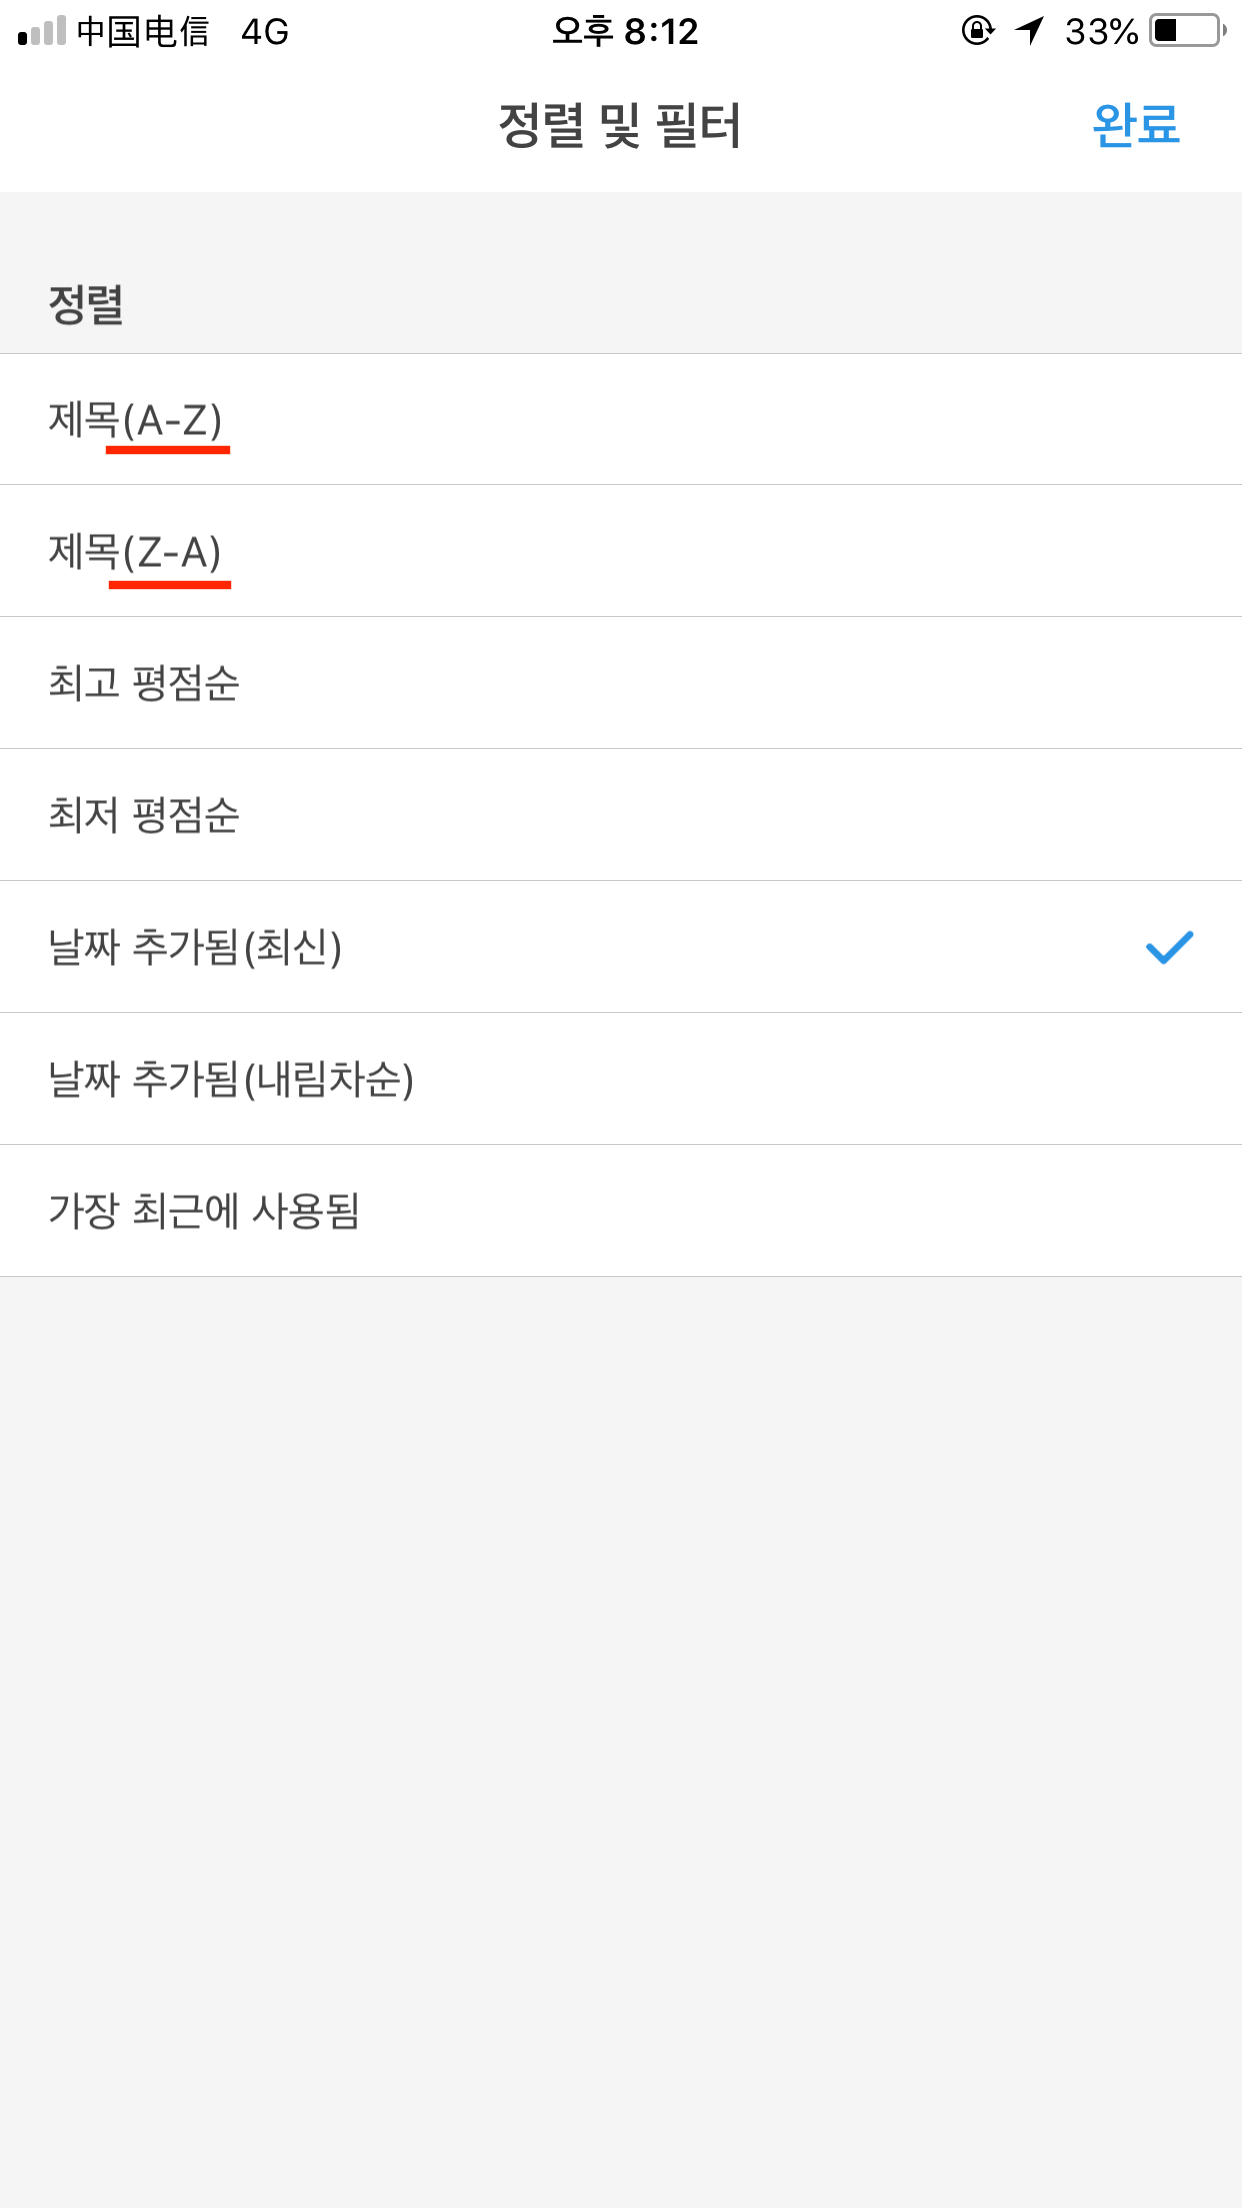 中国电信 4G 오후 8:12 33%
정렬 및 필터 완료
정렬
제목(A-Z)
제목(Z-A)
최고 평점순
최저 평점순
날짜 추가됨(최신)
날짜 추가됨(내림차순)
가장 최근에 사용됨